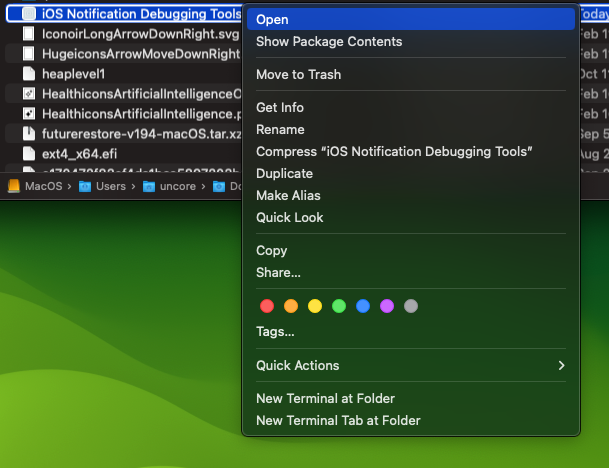 iOS Notification Debugging Tools
Today
IconoirLongArrowDownRight.svg
Feb 1
HugeiconsArrowMoveDownRight
Feb 1
heaplevel1
Oct 1
HealthiconsArtificialIntelligenceO
Feb 1
HealthiconsArtificialIntelligence.p
Feb 1
futurerestore-v194-macOS.tar.xz
Sep 5
ext4_x64.efi
Aug 2
MacOS › Users › uncore › Do
Open
Show Package Contents
Move to Trash
Get Info
Rename
Compress “iOS Notification Debugging Tools”
Duplicate
Make Alias
Quick Look
Copy
Share...
Tags...
Quick Actions
New Terminal at Folder
New Terminal Tab at Folder